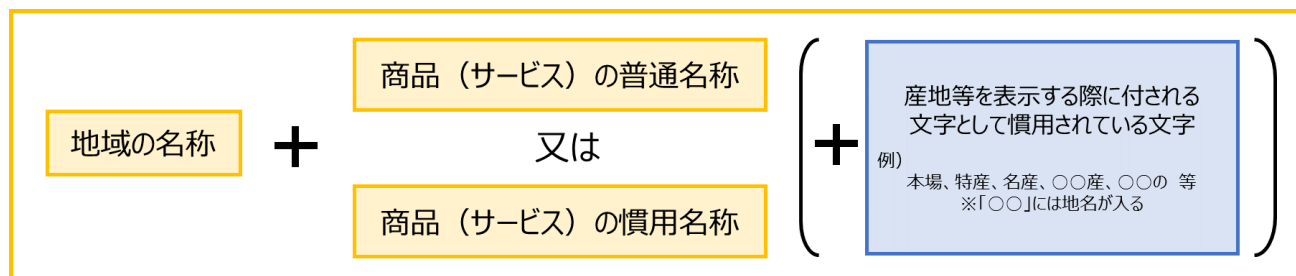 地域の名称
+
商品（サービス）の普通名称
又は
商品（サービス）の慣用名称
+
産地等を表示する際に付される
文字として慣用されている文字
例）
本場、特産、名産、○○産、○○の 等
※「○○」には地名が入る